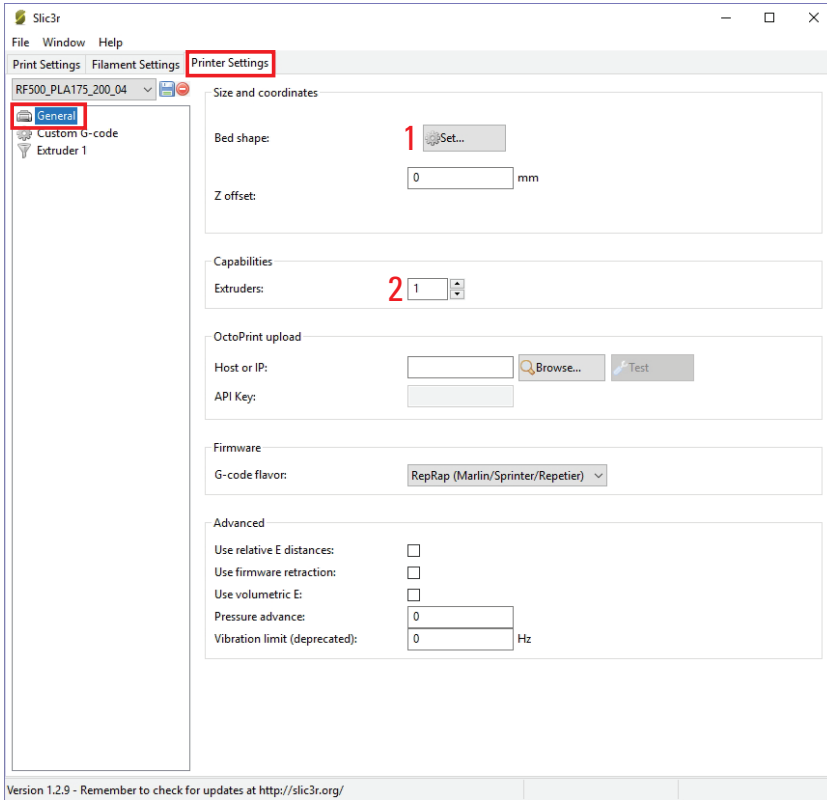 Slic3r
File Window Help
Print Settings Filament Settings Printer Settings
RF500_PLA175_200_04
General
Custom G-code
Extruder 1
Size and coordinates
Bed shape: 1 Set...
0 mm
Z offset:
Capabilities
Extruders: 2 1
OctoPrint upload
Host or IP: Browse... Test
API Key:
Firmware
G-code flavor: RepRap (Marlin/Sprinter/Repetier)
Advanced
Use relative E distances:
Use firmware retraction:
Use volumetric E:
Pressure advance: 0
Vibration limit (deprecated): 0 Hz
Version 1.2.9 - Remember to check for updates at http://slic3r.org/